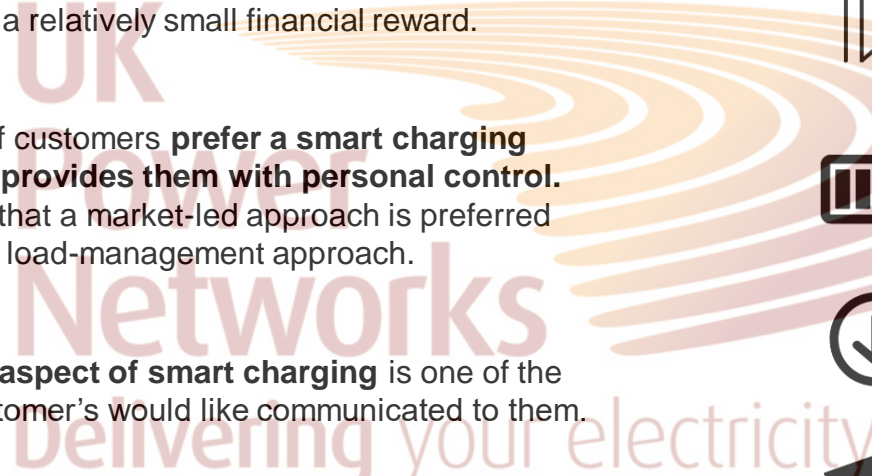 a relatively small financial reward.
UK
f customers prefer a smart charging
Power
provides them with personal control.
that a market-led approach is preferred
load-management approach.
Networks
aspect of smart charging is one of the
tomer's would like communicated to them.
Delivering your electricity